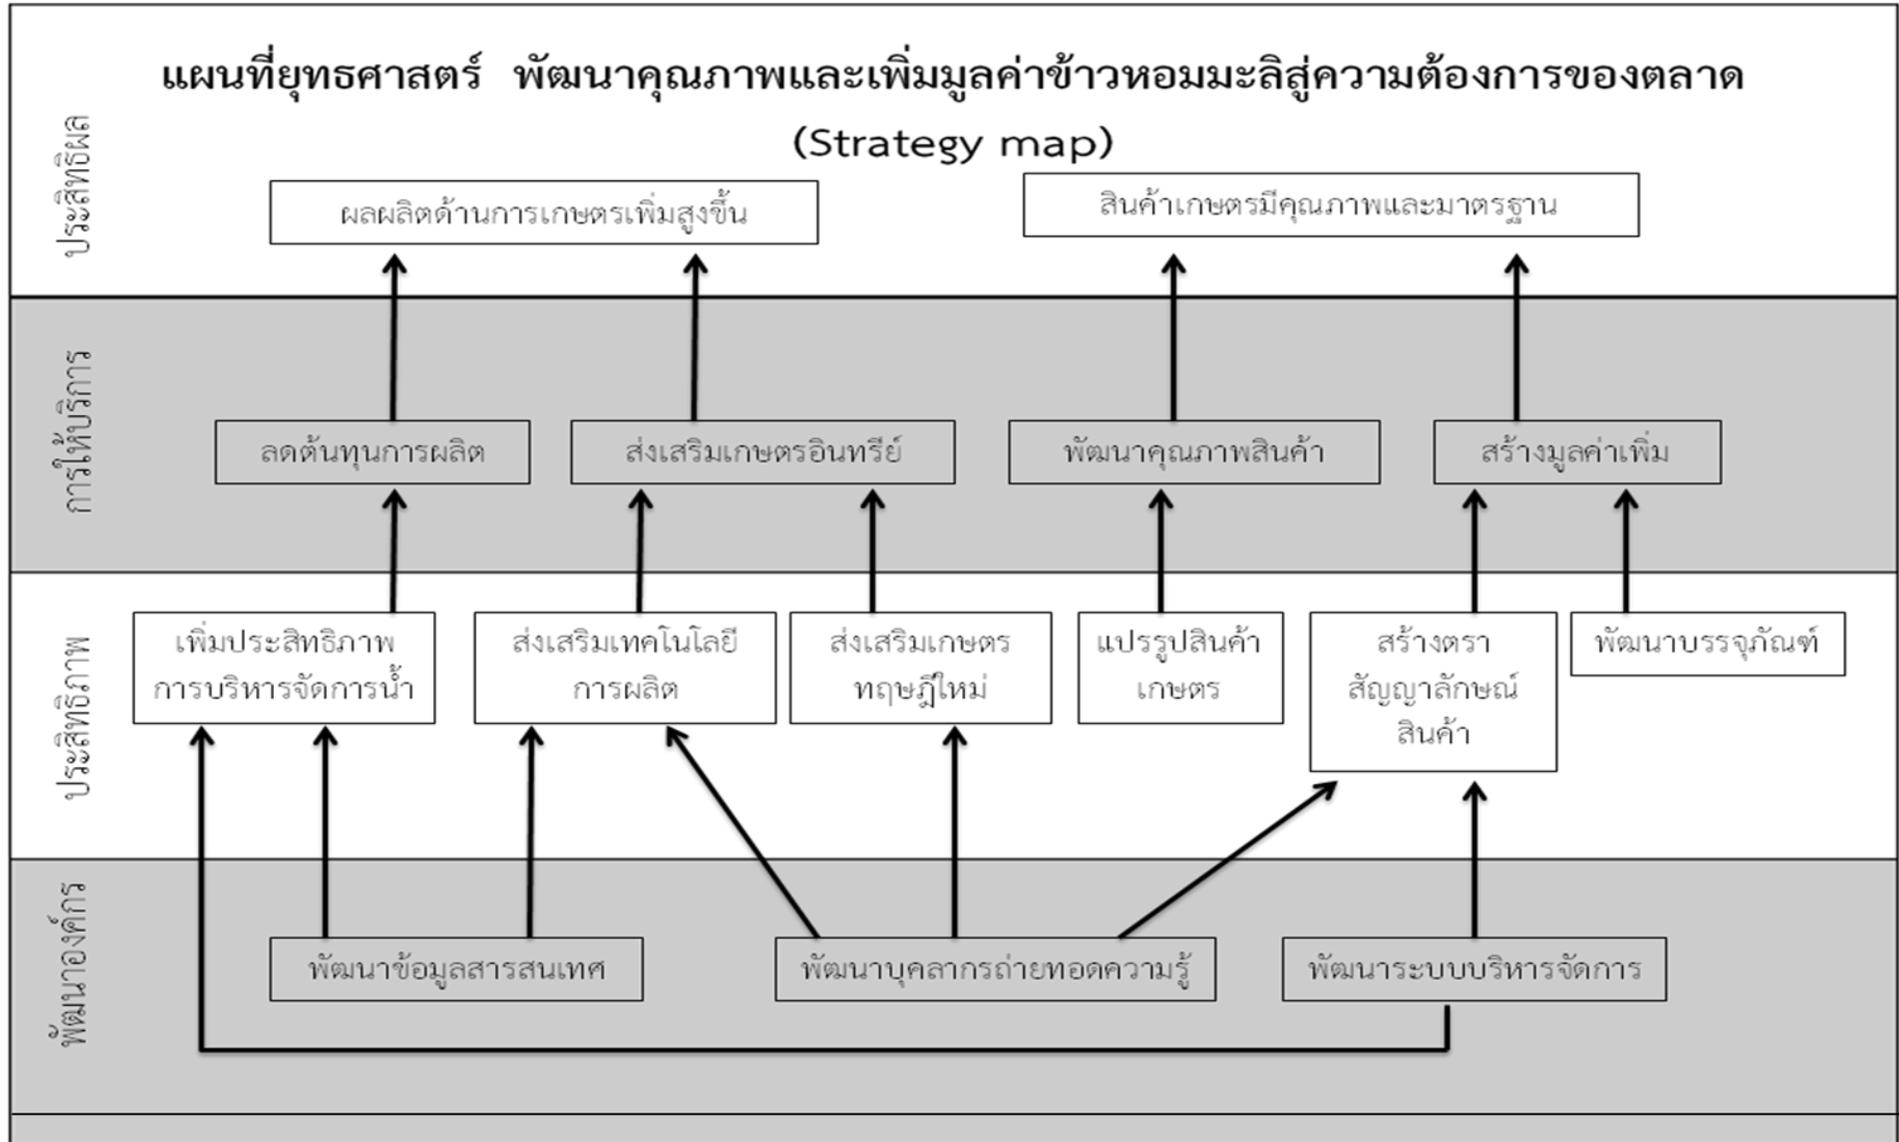 แผนที่ยุทธศาสตร์ พัฒนาคุณภาพและเพิ่มมูลค่าข้าวหอมมะลิสู่ความต้องการของตลาด
(Strategy map)
ประสิทธิผล
ผลผลิตด้านการเกษตรเพิ่มสูงขึ้น
สินค้าเกษตรมีคุณภาพและมาตรฐาน
การให้บริการ
ลดต้นทุนการผลิต
ส่งเสริมเกษตรอินทรีย์
พัฒนาคุณภาพสินค้า
สร้างมูลค่าเพิ่ม
ประสิทธิภาพ
เพิ่มประสิทธิภาพ
การบริหารจัดการน้ำ
ส่งเสริมเทคโนโลยี
การผลิต
ส่งเสริมเกษตร
ทฤษฎีใหม่
แปรรูปสินค้า
เกษตร
สร้างตรา
สัญญาลักษณ์
สินค้า
พัฒนาบรรจุภัณฑ์
พัฒนาองค์กร
พัฒนาข้อมูลสารสนเทศ
พัฒนาบุคลากรถ่ายทอดความรู้
พัฒนาระบบบริหารจัดการ